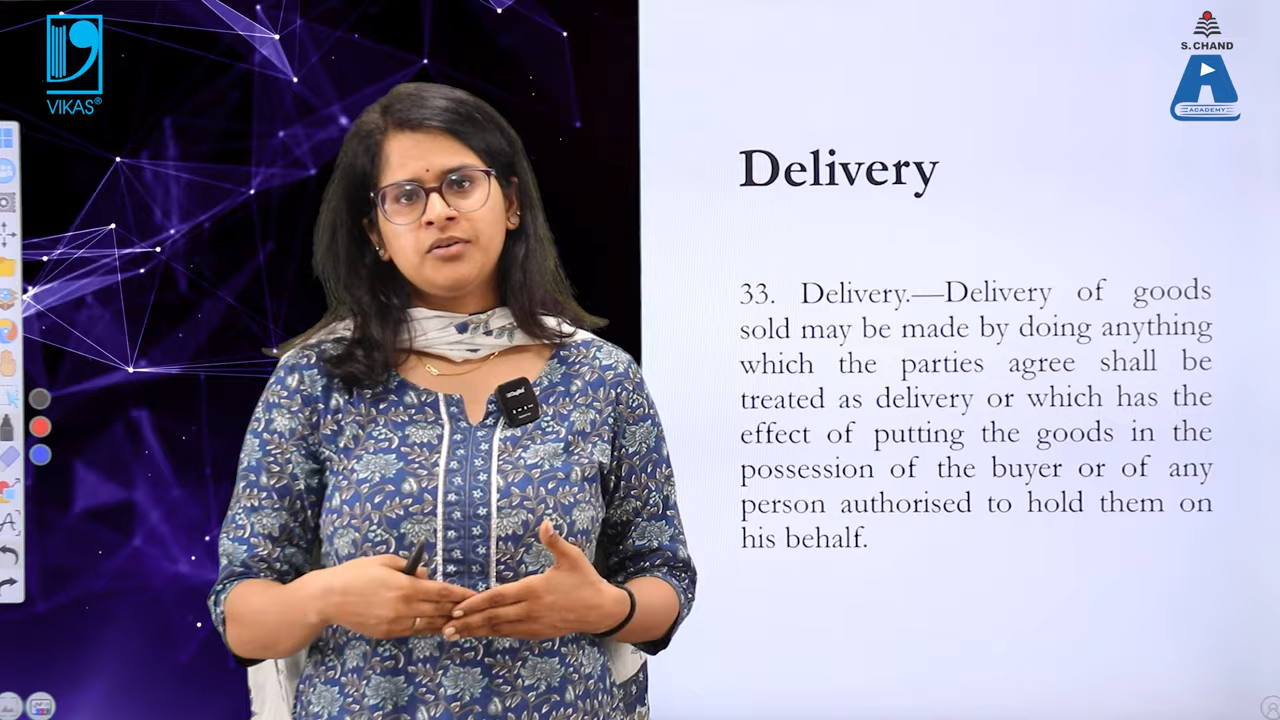 VIKAS®
S. CHAND
ACADEMY
Delivery
33. Delivery.—Delivery of goods
sold may be made by doing anything
which the parties agree shall be
treated as delivery or which has the
effect of putting the goods in the
possession of the buyer or of any
person authorised to hold them on
his behalf.